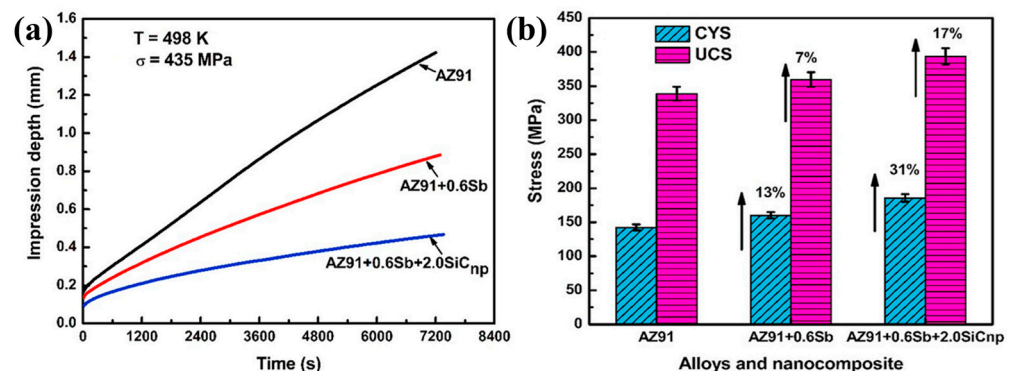 (a)
1.6
1.4
1.2
1.0
0.8
0.6
0.4
0.2
0.0
Impression depth (mm)
T = 498 K
σ = 435 MPa
AZ91
AZ91+0.6Sb
AZ91+0.6Sb+2.0SiCnp
0 1200 2400 3600 4800 6000 7200 8400
Time (s)
(b)
450
400
350
300
250
200
150
100
50
0
Stress (MPa)
CYS
UCS
7%
17%
13%
31%
AZ91 AZ91+0.6Sb AZ91+0.6Sb+2.0SiCnp
Alloys and nanocomposite